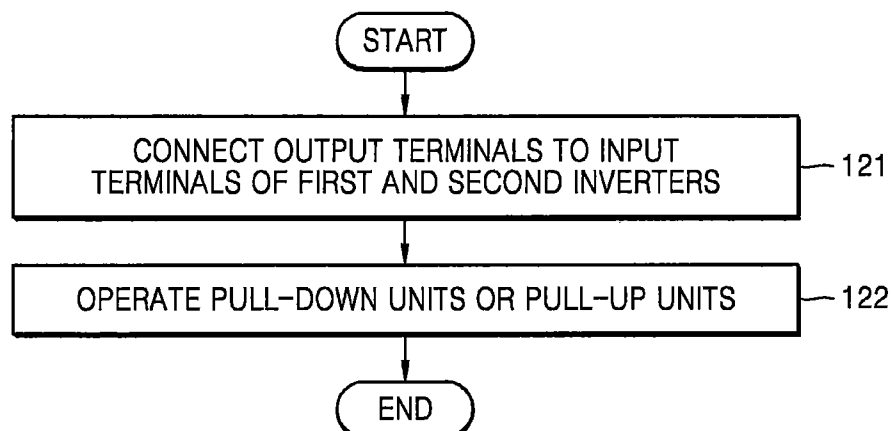 START
CONNECT OUTPUT TERMINALS TO INPUT
TERMINALS OF FIRST AND SECOND INVERTERS
121
OPERATE PULL-DOWN UNITS OR PULL-UP UNITS
122
END